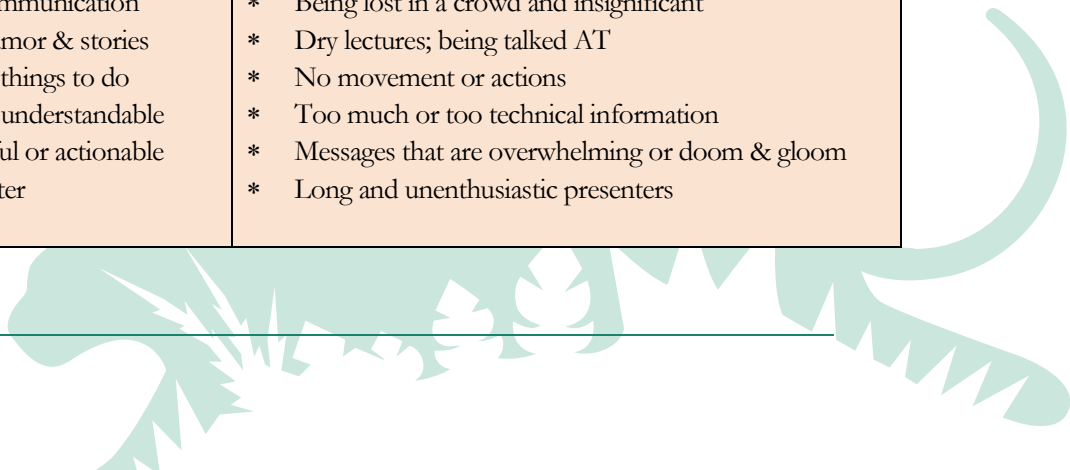 mmunication
mor & stories
things to do
understandable
ul or actionable
ter
* Being lost in a crowd and insignificant
* Dry lectures; being talked AT
* No movement or actions
* Too much or too technical information
* Messages that are overwhelming or doom & gloom
* Long and unenthusiastic presenters